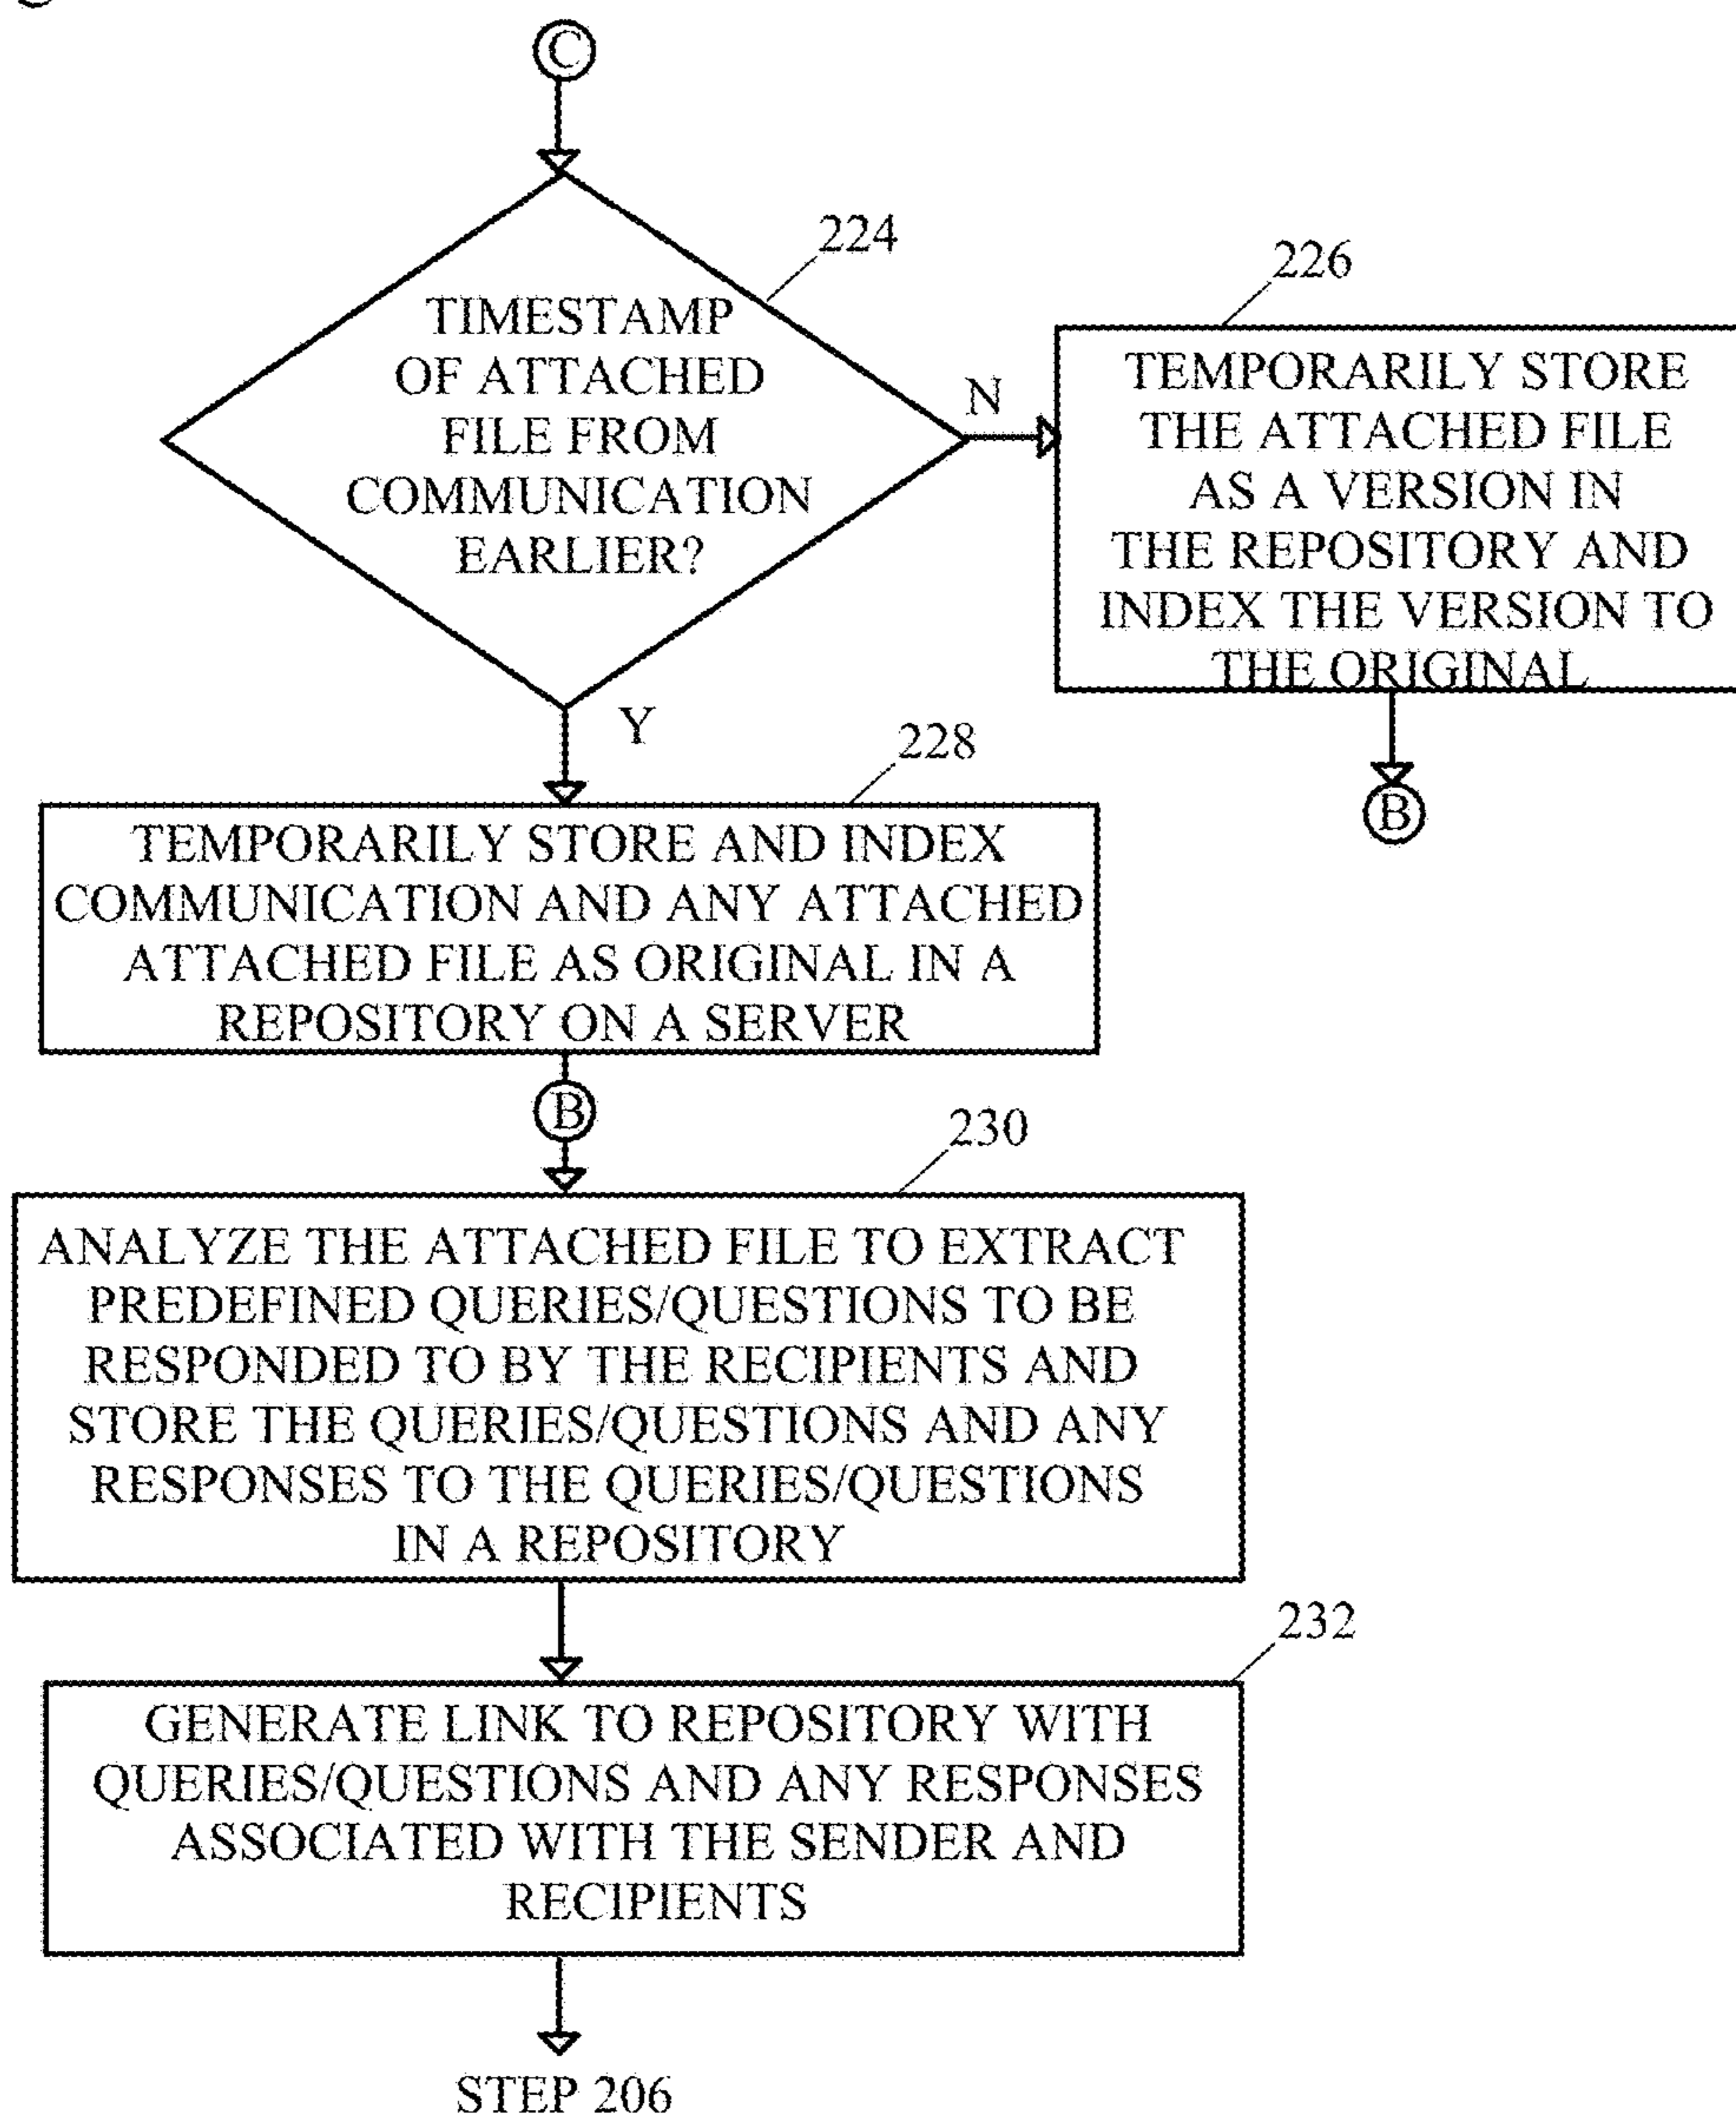 C
224
TIMESTAMP
OF ATTACHED
FILE FROM
COMMUNICATION
EARLIER?
N
226
TEMPORARILY STORE
THE ATTACHED FILE
AS A VERSION IN
THE REPOSITORY AND
INDEX THE VERSION TO
THE ORIGINAL
B
Y
228
TEMPORARILY STORE AND INDEX
COMMUNICATION AND ANY ATTACHED
ATTACHED FILE AS ORIGINAL IN A
REPOSITORY ON A SERVER
B
230
ANALYZE THE ATTACHED FILE TO EXTRACT
PREDEFINED QUERIES/QUESTIONS TO BE
RESPONDED TO BY THE RECIPIENTS AND
STORE THE QUERIES/QUESTIONS AND ANY
RESPONSES TO THE QUERIES/QUESTIONS
IN A REPOSITORY
232
GENERATE LINK TO REPOSITORY WITH
QUERIES/QUESTIONS AND ANY RESPONSES
ASSOCIATED WITH THE SENDER AND
RECIPIENTS
STEP 206